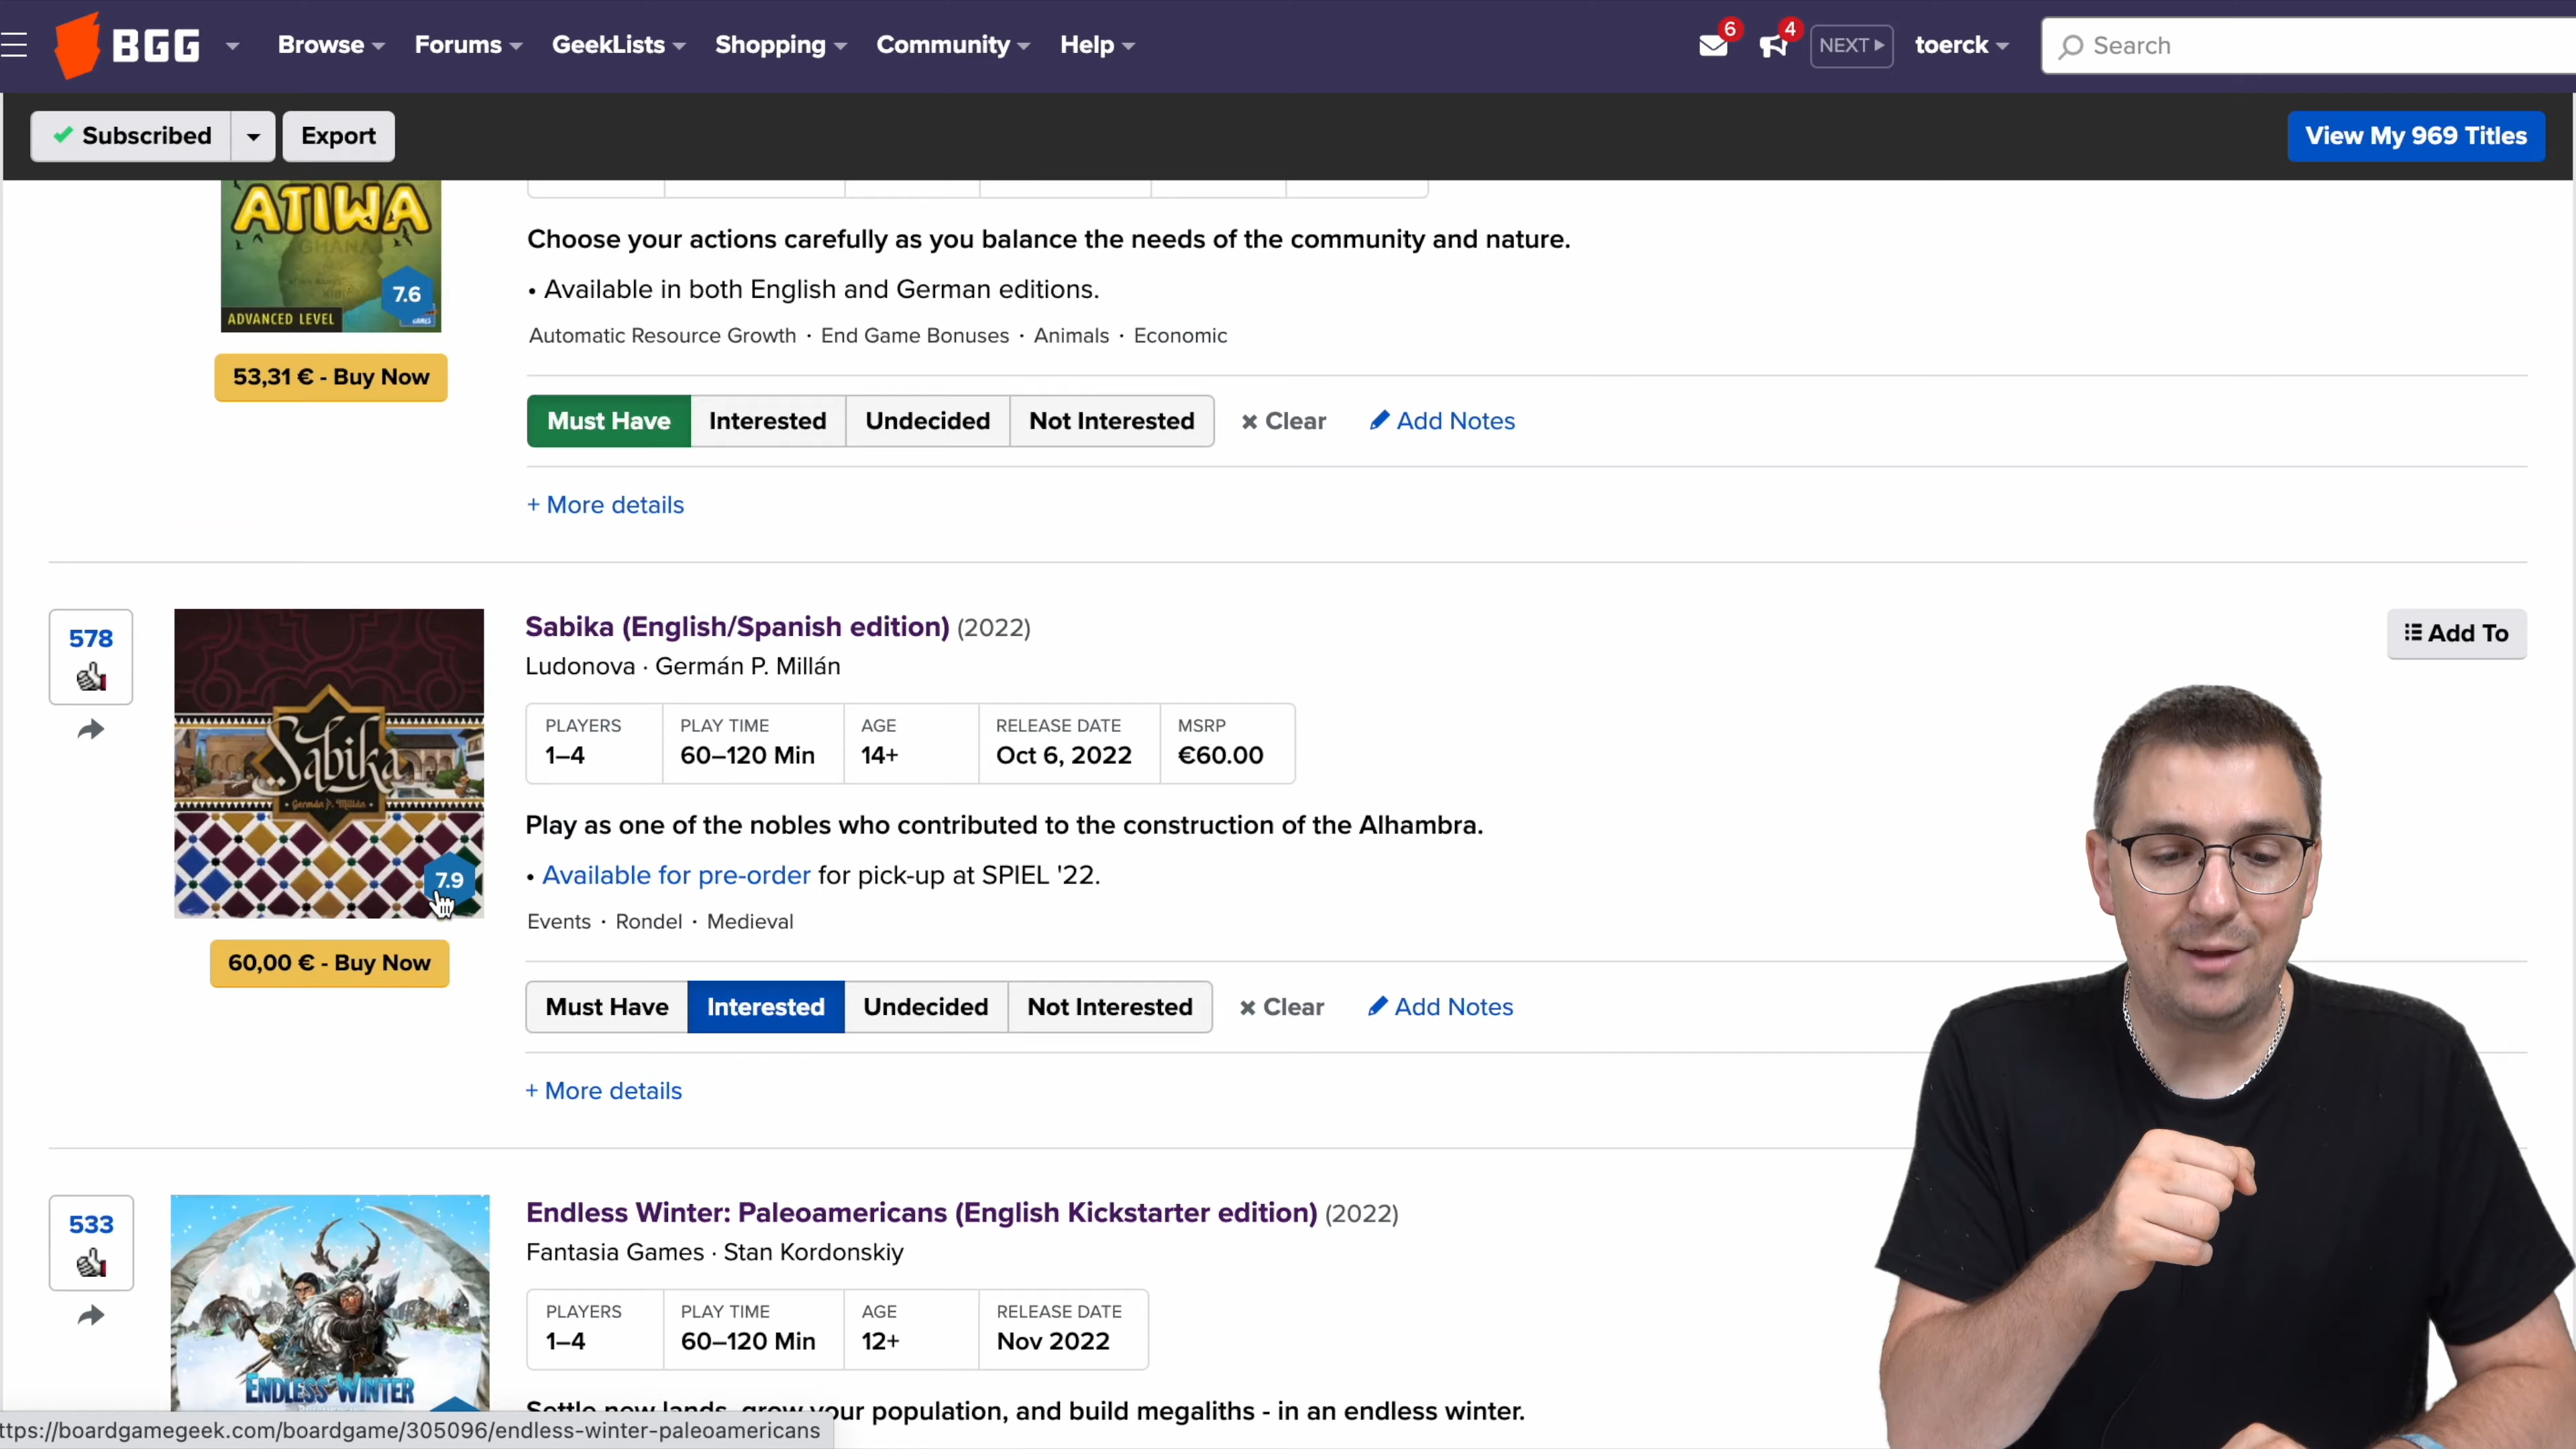 BGG Browse Forums GeekLists Shopping Community Help 6 4 NEXT toerck Search
Subscribed Export View My 969 Titles
ATIWA
GHANA
7.6
ADVANCED LEVEL
GAMES
53,31 € - Buy Now
Choose your actions carefully as you balance the needs of the community and nature.
• Available in both English and German editions.
Automatic Resource Growth · End Game Bonuses · Animals · Economic
Must Have Interested Undecided Not Interested × Clear Add Notes
+ More details
578
Sabika
Germán P. Millán
7.9
60,00 € - Buy Now
Sabika (English/Spanish edition) (2022)
Add To
Ludonova · Germán P. Millán
PLAYERS PLAY TIME AGE RELEASE DATE MSRP
1–4 60–120 Min 14+ Oct 6, 2022 €60.00
Play as one of the nobles who contributed to the construction of the Alhambra.
• Available for pre-order for pick-up at SPIEL '22.
Events · Rondel · Medieval
Must Have Interested Undecided Not Interested × Clear Add Notes
+ More details
533
ENDLESS WINTER
Endless Winter: Paleoamericans (English Kickstarter edition) (2022)
Fantasia Games · Stan Kordonskiy
PLAYERS PLAY TIME AGE RELEASE DATE
1–4 60–120 Min 12+ Nov 2022
Settle new lands, grow your population, and build megaliths - in an endless winter.
ttps://boardgamegeek.com/boardgame/305096/endless-winter-paleoamericans